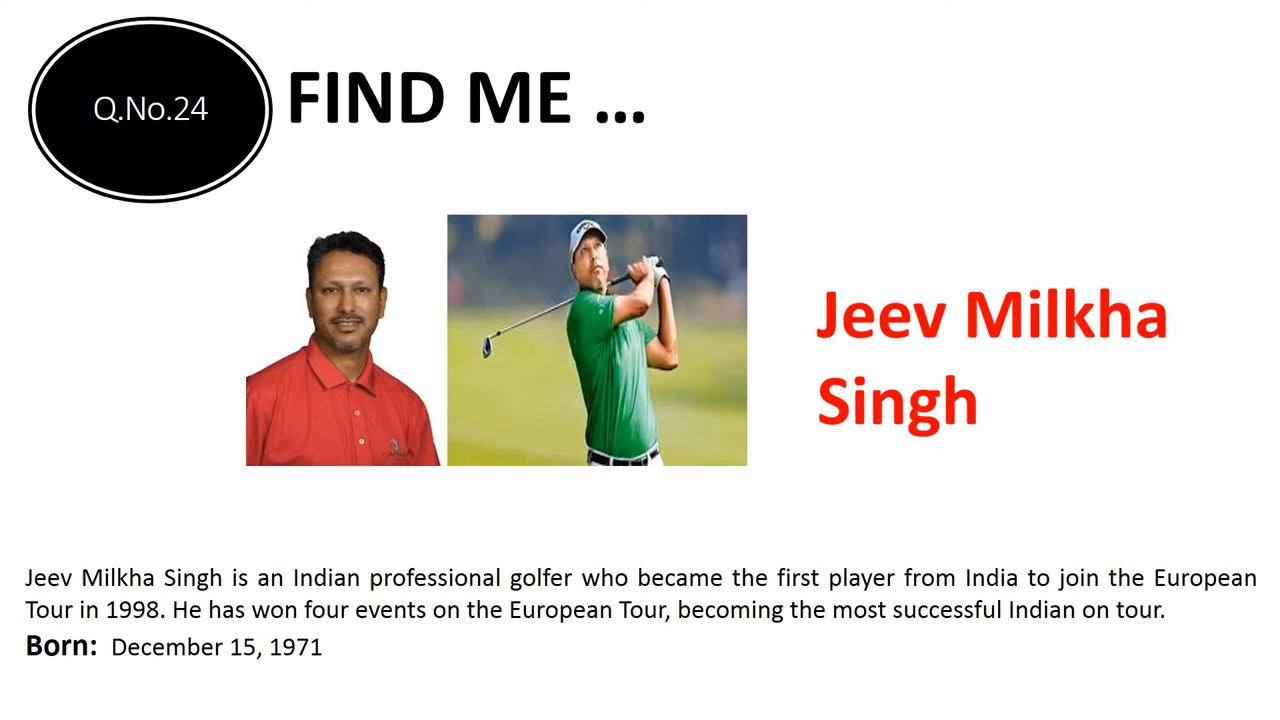 Q.No.24
FIND ME ...
Jeev Milkha
Singh
Jeev Milkha Singh is an Indian professional golfer who became the first player from India to join the European
Tour in 1998. He has won four events on the European Tour, becoming the most successful Indian on tour.
Born: December 15, 1971